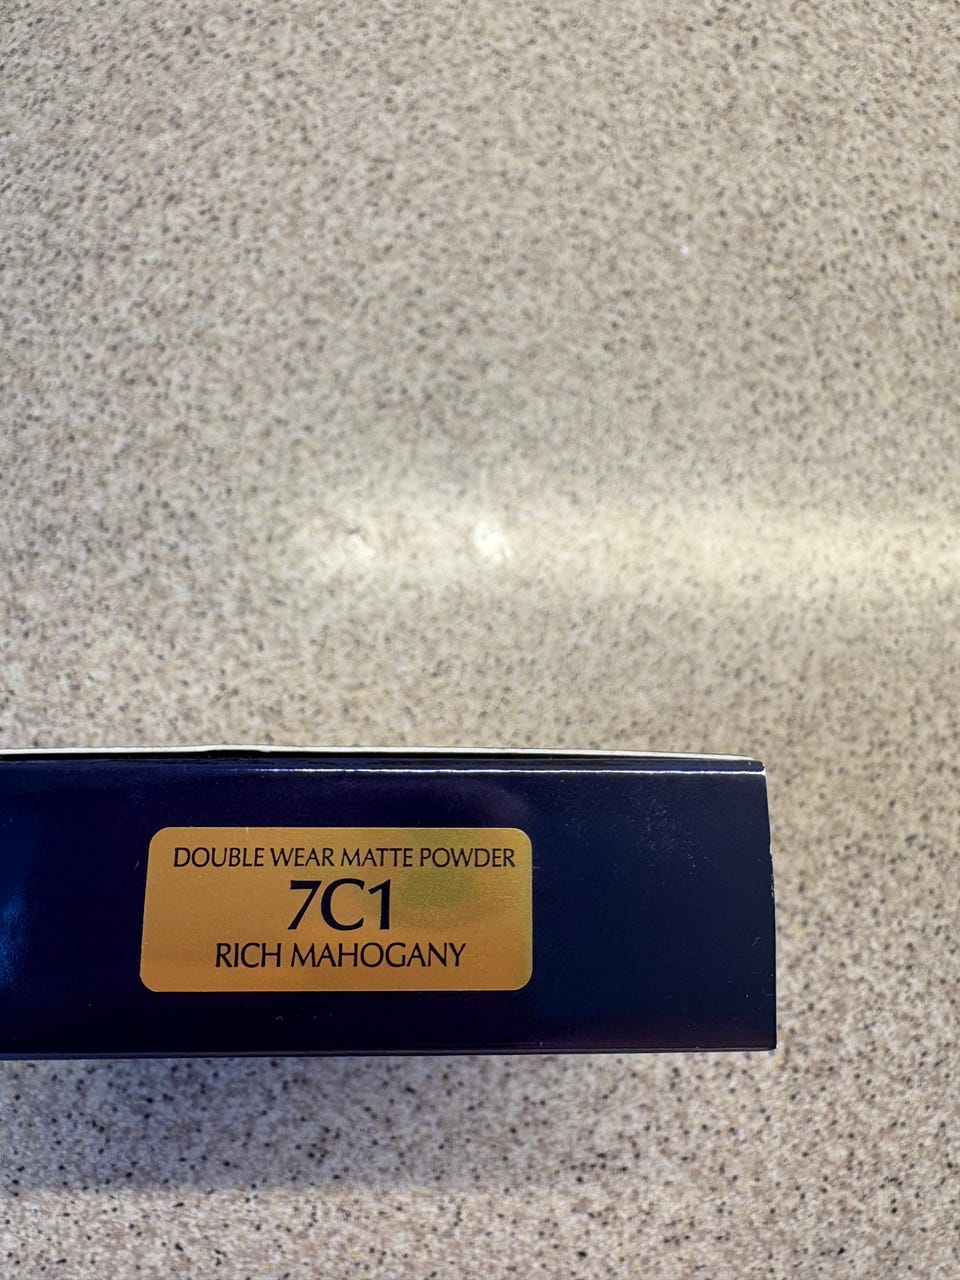 DOUBLE WEAR MATTE POWDER
7C1
RICH MAHOGANY